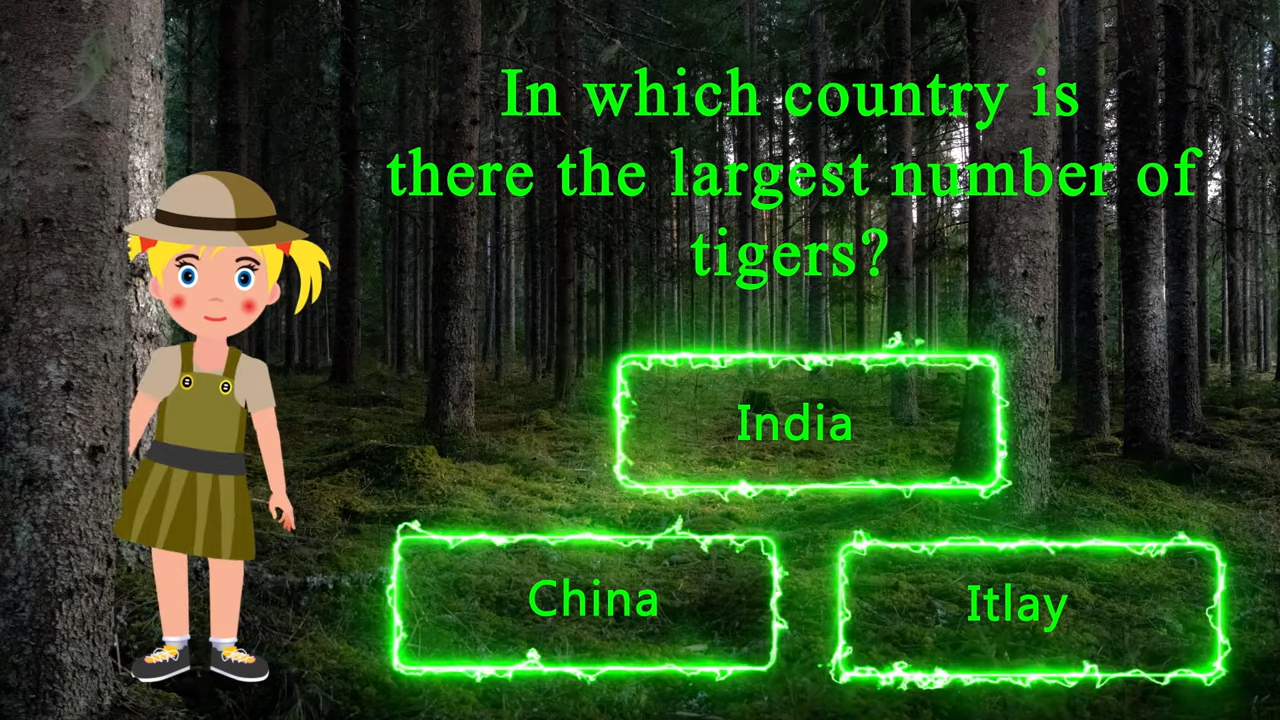 In which country is
there the largest number of
tigers?
India
China
Itlay